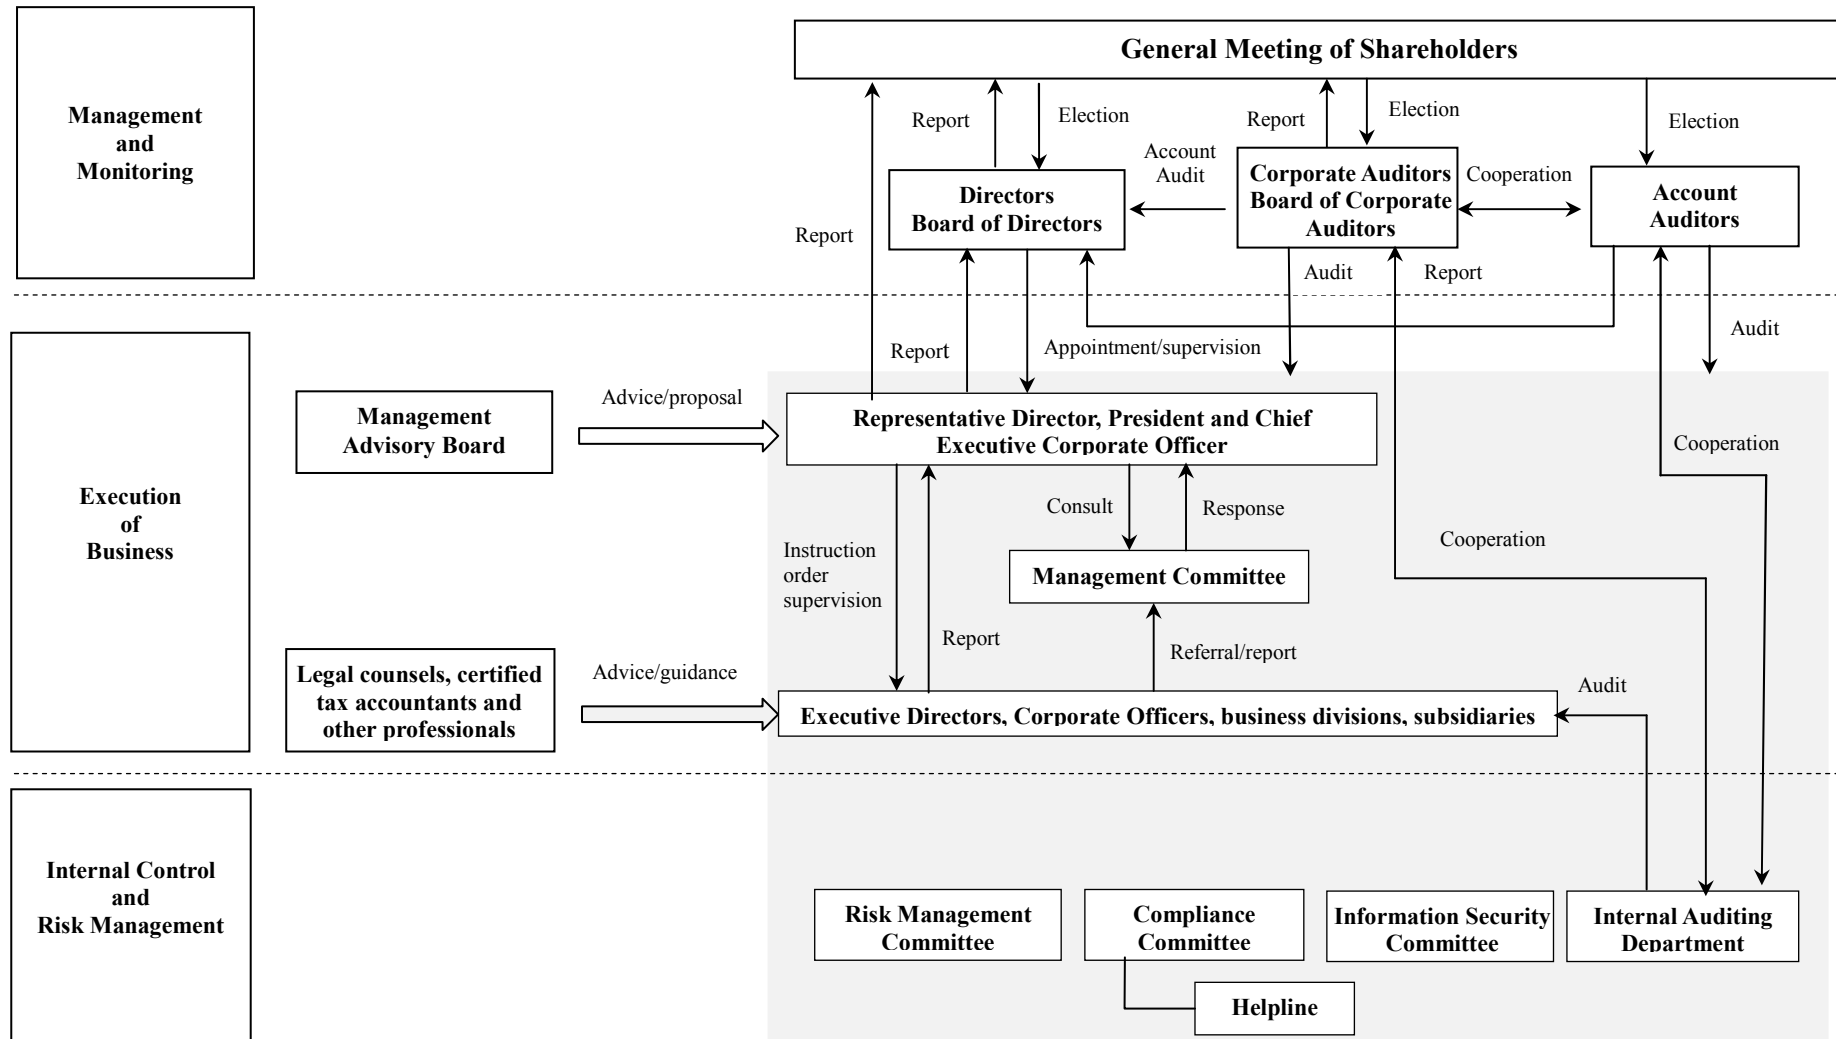 General Meeting of Shareholders
Management
and
Monitoring
Report
Election
Report
Election
Election
Account
Audit
Directors
Board of Directors
Corporate Auditors
Board of Corporate
Auditors
Cooperation
Account
Auditors
Report
Audit
Report
Execution
of
Business
Report
Appointment/supervision
Audit
Management
Advisory Board
Advice/proposal
Representative Director, President and Chief
Executive Corporate Officer
Cooperation
Consult
Response
Cooperation
Instruction
order
supervision
Management Committee
Report
Referral/report
Legal counsels, certified
tax accountants and
other professionals
Advice/guidance
Audit
Executive Directors, Corporate Officers, business divisions, subsidiaries
Internal Control
and
Risk Management
Risk Management
Committee
Compliance
Committee
Information Security
Committee
Internal Auditing
Department
Helpline